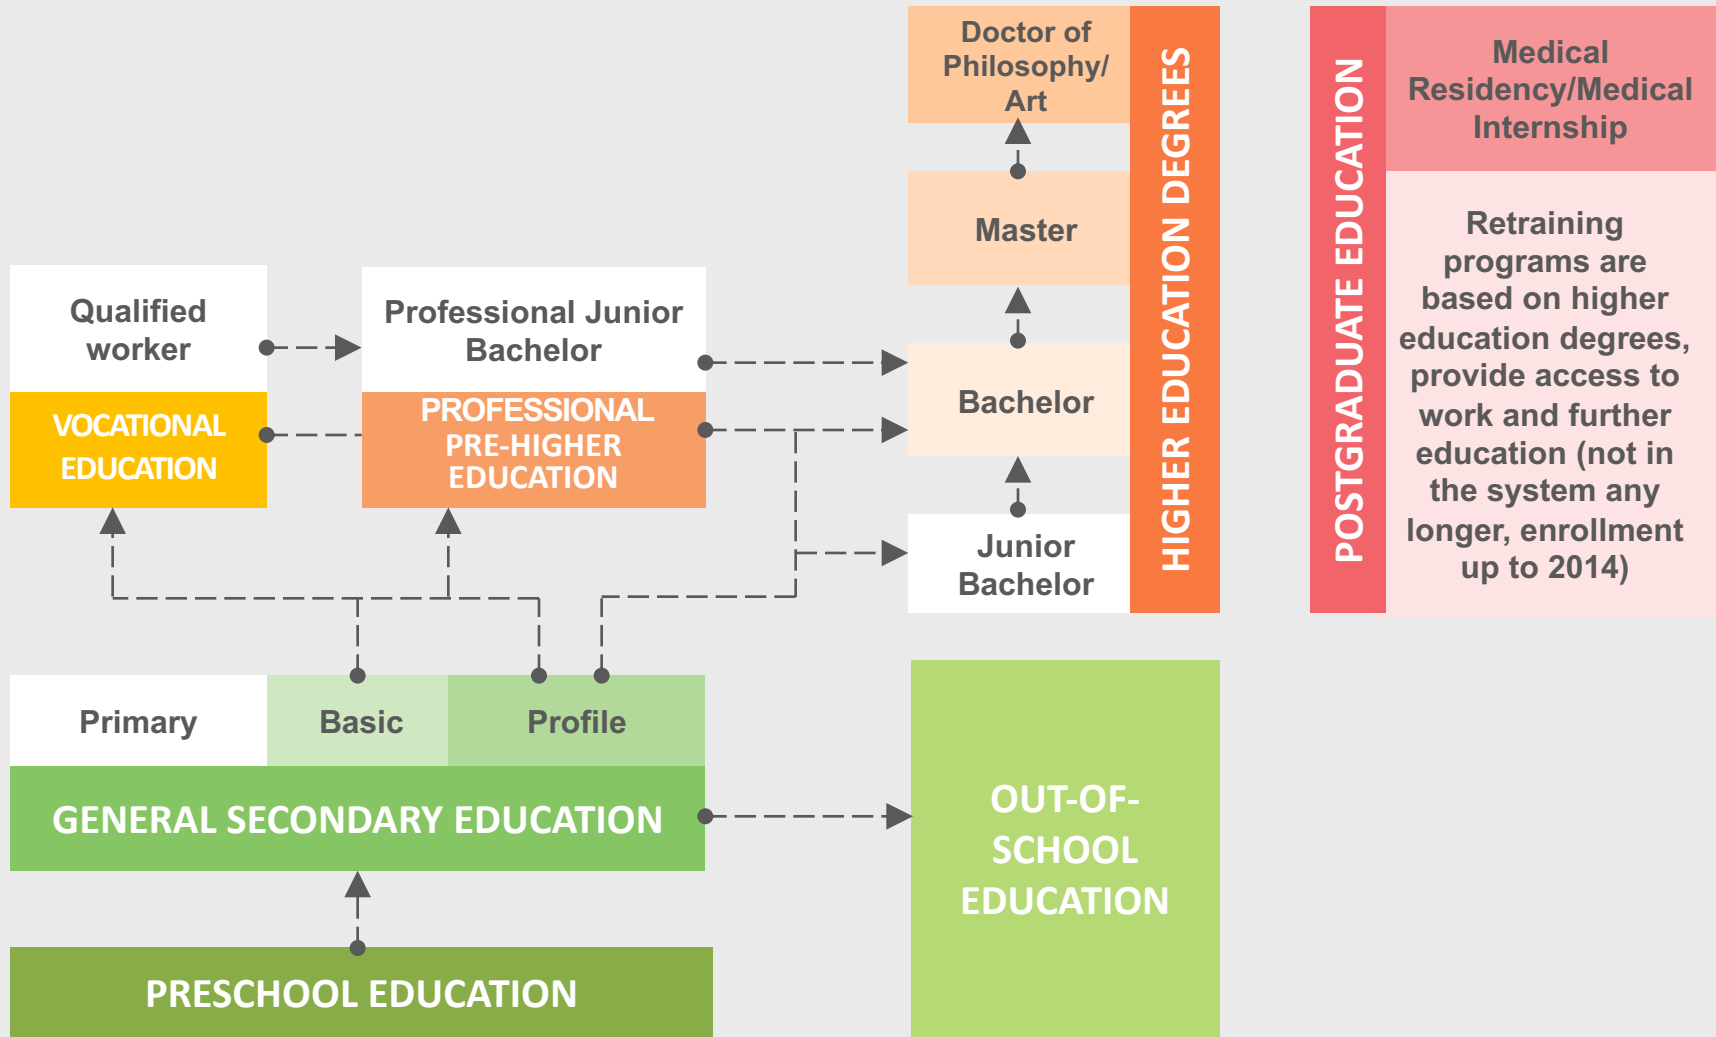 Doctor of
Philosophy/
Art
Master
Bachelor
Junior
Bachelor
HIGHER EDUCATION DEGREES
POSTGRADUATE EDUCATION
Medical
Residency/Medical
Internship
Retraining
programs are
based on higher
education degrees,
provide access to
work and further
education (not in
the system any
longer, enrollment
up to 2014)
Qualified
worker
VOCATIONAL
EDUCATION
Professional Junior
Bachelor
PROFESSIONAL
PRE-HIGHER
EDUCATION
Primary
Basic
Profile
GENERAL SECONDARY EDUCATION
OUT-OF-
SCHOOL
EDUCATION
PRESCHOOL EDUCATION